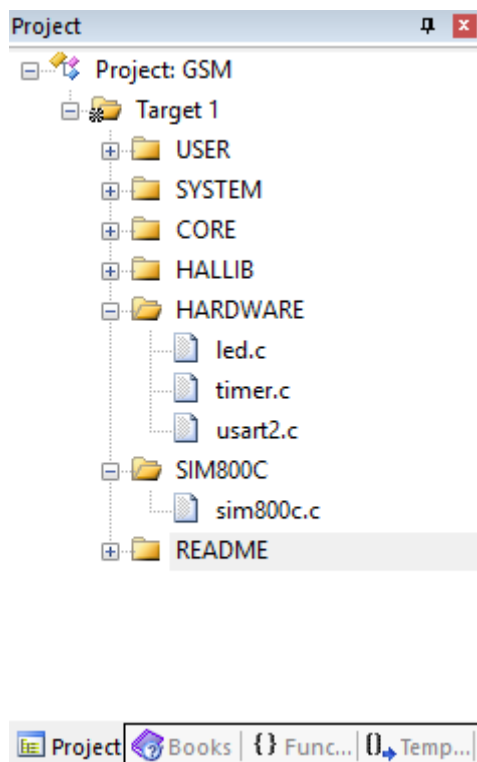 Project
Project: GSM
Target 1
USER
SYSTEM
CORE
HALLIB
HARDWARE
led.c
timer.c
usart2.c
SIM800C
sim800c.c
README
Project Books {} Func... Temp...